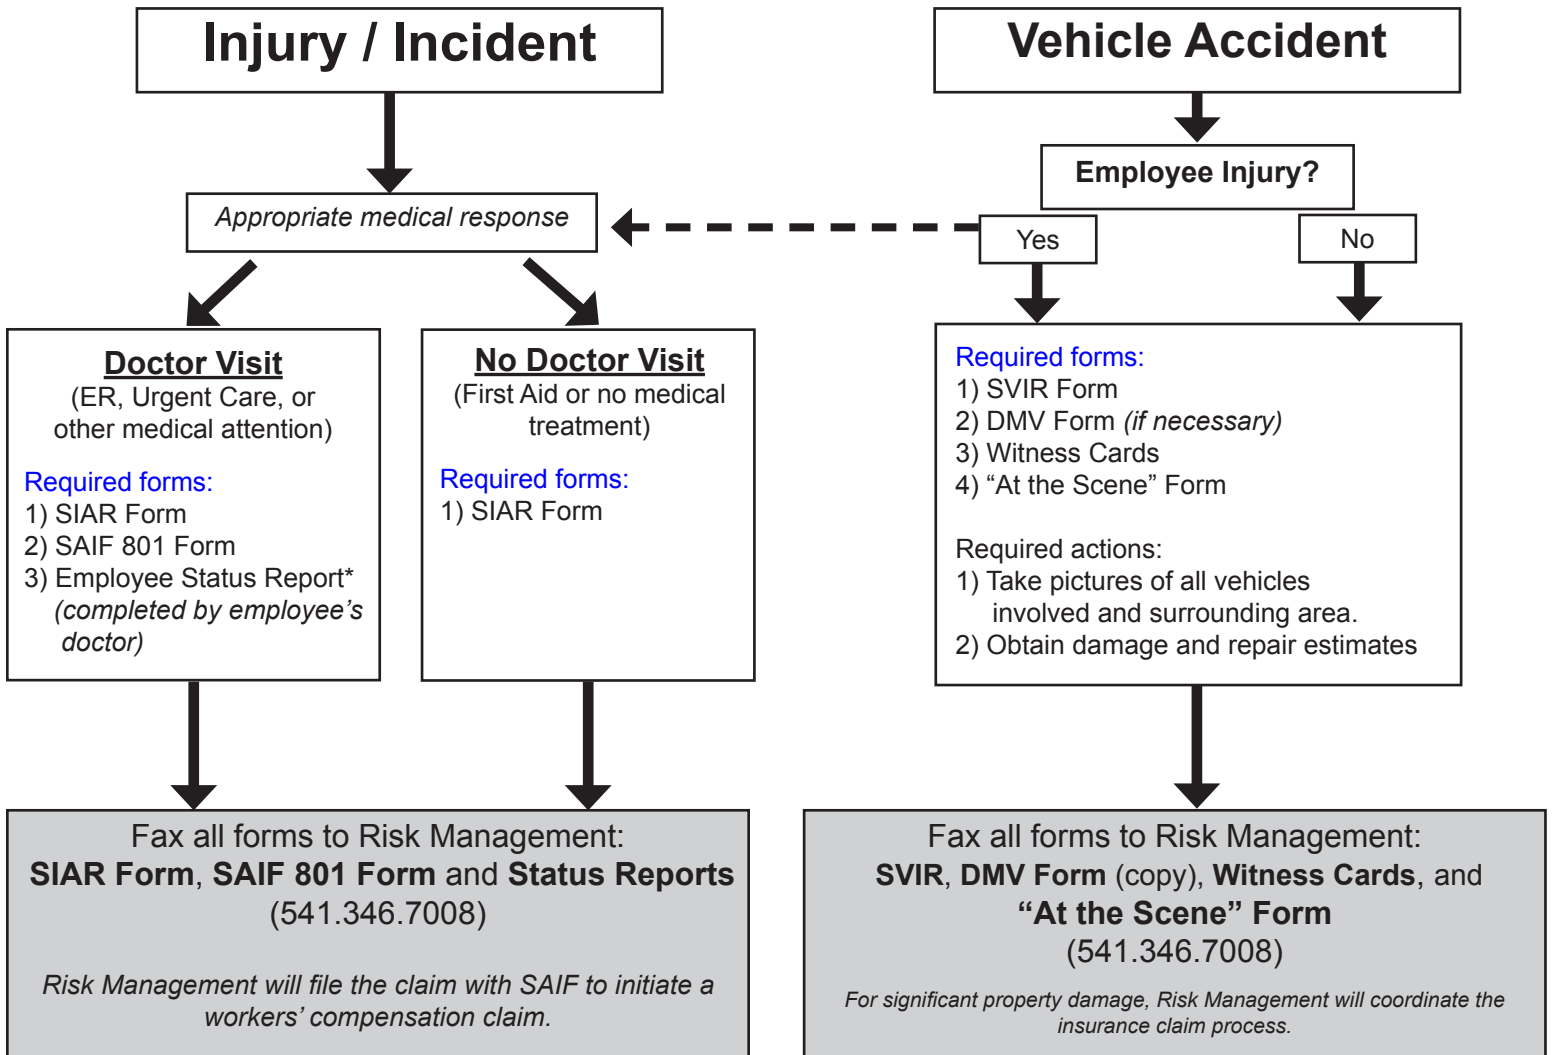 Injury / Incident
Appropriate medical response
Doctor Visit
(ER, Urgent Care, or
other medical attention)
Required forms:
1) SIAR Form
2) SAIF 801 Form
3) Employee Status Report*
(completed by employee’s
doctor)
No Doctor Visit
(First Aid or no medical
treatment)
Required forms:
1) SIAR Form
Fax all forms to Risk Management:
SIAR Form, SAIF 801 Form and Status Reports
(541.346.7008)
Risk Management will file the claim with SAIF to initiate a
workers’ compensation claim.
Vehicle Accident
Employee Injury?
Yes
No
Required forms:
1) SVIR Form
2) DMV Form (if necessary)
3) Witness Cards
4) “At the Scene” Form
Required actions:
1) Take pictures of all vehicles
involved and surrounding area.
2) Obtain damage and repair estimates
Fax all forms to Risk Management:
SVIR, DMV Form (copy), Witness Cards, and
“At the Scene” Form
(541.346.7008)
For significant property damage, Risk Management will coordinate the
insurance claim process.